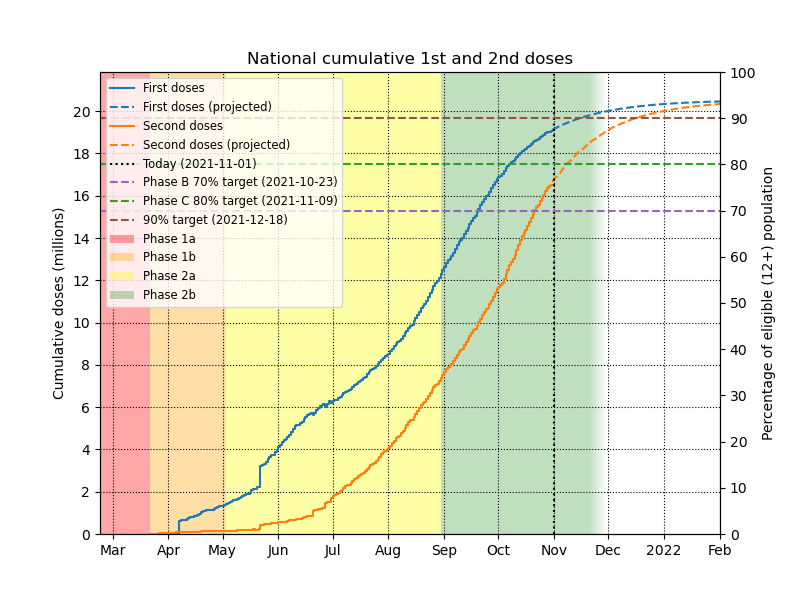 National cumulative 1st and 2nd doses
First doses
First doses (projected)
Second doses
Second doses (projected)
Today (2021-11-01)
Phase B 70% target (2021-10-23)
Phase C 80% target (2021-11-09)
90% target (2021-12-18)
Phase 1a
Phase 1b
Phase 2a
Phase 2b
Cumulative doses (millions)
20
18
16
14
12
10
8
6
4
2
0
100
90
80
70
60
50
40
30
20
10
0
Percentage of eligible (12+) population
Mar Apr May Jun Jul Aug Sep Oct Nov Dec 2022 Feb